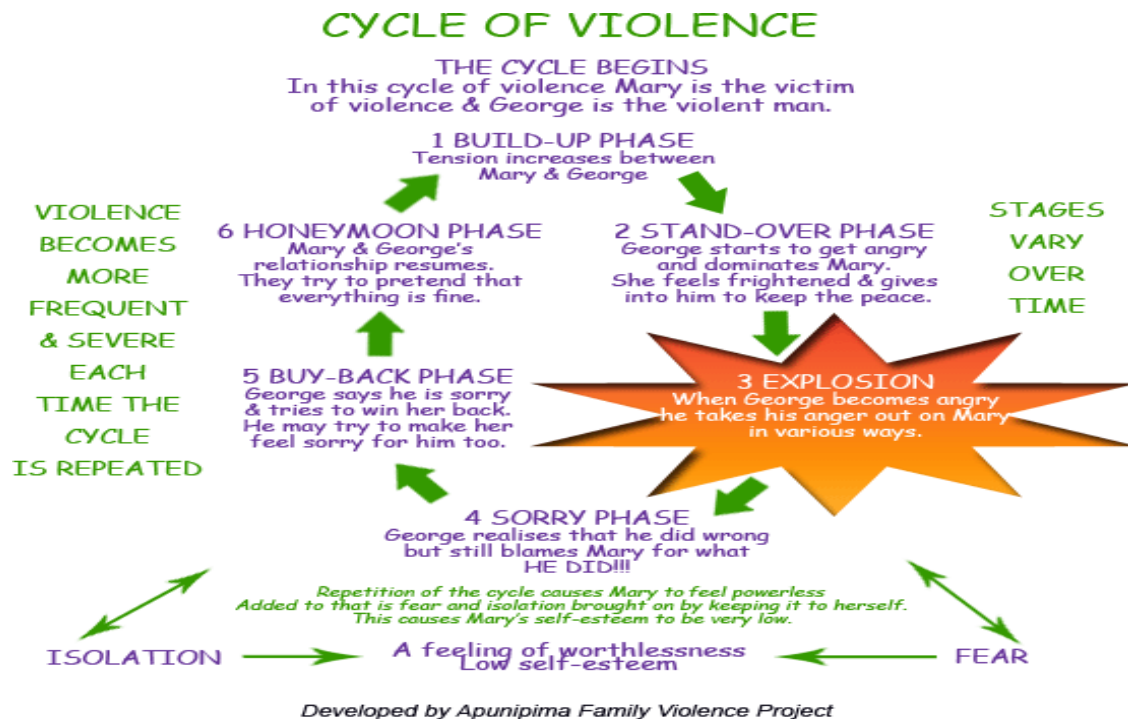 CYCLE OF VIOLENCE
THE CYCLE BEGINS
In this cycle of violence Mary is the victim
of violence & George is the violent man.
1 BUILD-UP PHASE
Tension increases between
Mary & George
2 STAND-OVER PHASE
George starts to get angry
and dominates Mary.
She feels frightened & gives
into him to keep the peace.
3 EXPLOSION
When George becomes angry
he takes his anger out on Mary
in various ways.
4 SORRY PHASE
George realises that he did wrong
but still blames Mary for what
HE DID!!!
5 BUY-BACK PHASE
George says he is sorry
& tries to win her back.
He may try to make her
feel sorry for him too.
6 HONEYMOON PHASE
Mary & George's
relationship resumes.
They try to pretend that
everything is fine.
VIOLENCE
BECOMES
MORE
FREQUENT
& SEVERE
EACH
TIME THE
CYCLE
IS REPEATED
STAGES
VARY
OVER
TIME
Repetition of the cycle causes Mary to feel powerless
Added to that is fear and isolation brought on by keeping it to herself.
This causes Mary's self-esteem to be very low.
ISOLATION
A feeling of worthlessness
Low self-esteem
FEAR
Developed by Apunipima Family Violence Project